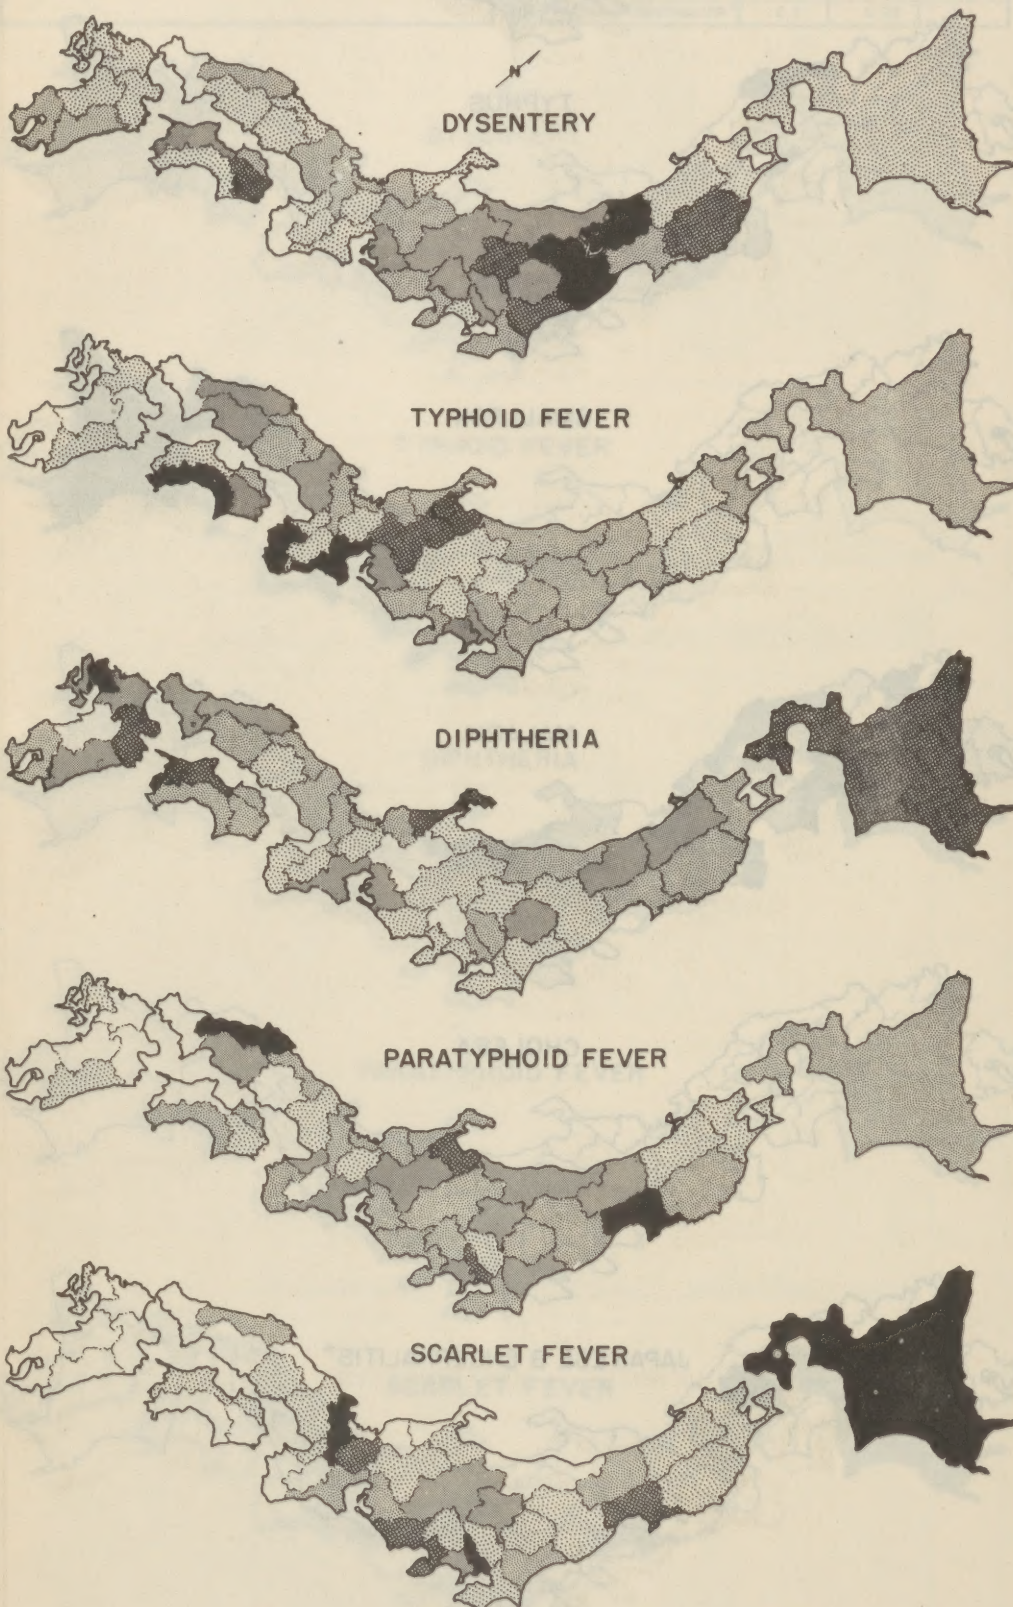 N
DYSENTERY
TYPHOID FEVER
DIPHTHERIA
PARATYPHOID FEVER
SCARLET FEVER